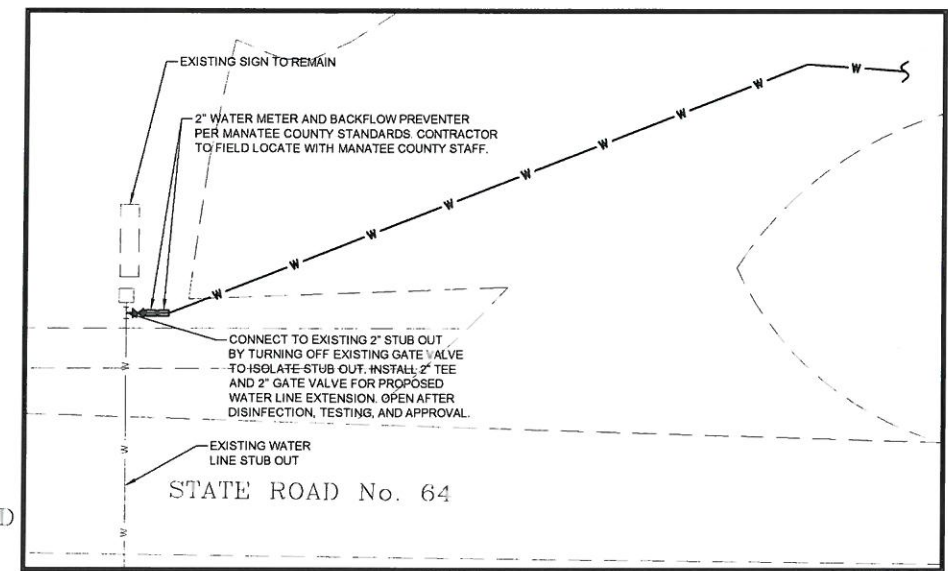 EXISTING SIGN TO REMAIN
W
2" WATER METER AND BACKFLOW PREVENTER
PER MANATEE COUNTY STANDARDS. CONTRACTOR
TO FIELD LOCATE WITH MANATEE COUNTY STAFF.
W
W
W
W
W
W
W
W
CONNECT TO EXISTING 2" STUB OUT
BY TURNING OFF EXISTING GATE VALVE
TO ISOLATE STUB OUT. INSTALL 2" TEE
AND 2" GATE VALVE FOR PROPOSED
WATER LINE EXTENSION. OPEN AFTER
DISINFECTION, TESTING, AND APPROVAL.
W
W
EXISTING WATER
LINE STUB OUT
STATE ROAD No. 64
D
W